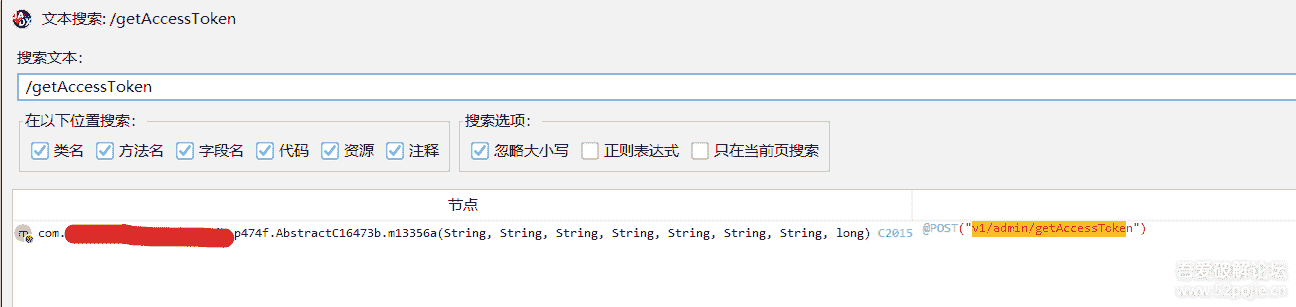 文本搜索: /getAccessToken
搜索文本:
/getAccessToken
在以下位置搜索:
类名 方法名 字段名 代码 资源 注释
搜索选项:
忽略大小写 正则表达式 只在当前页搜索
节点
com. p474f.AbstractC16473b.m13356a(String, String, String, String, String, String, String, long) C2015 @POST("v1/admin/getAccessToken")
吾爱破解论坛
www.52pojie.cn